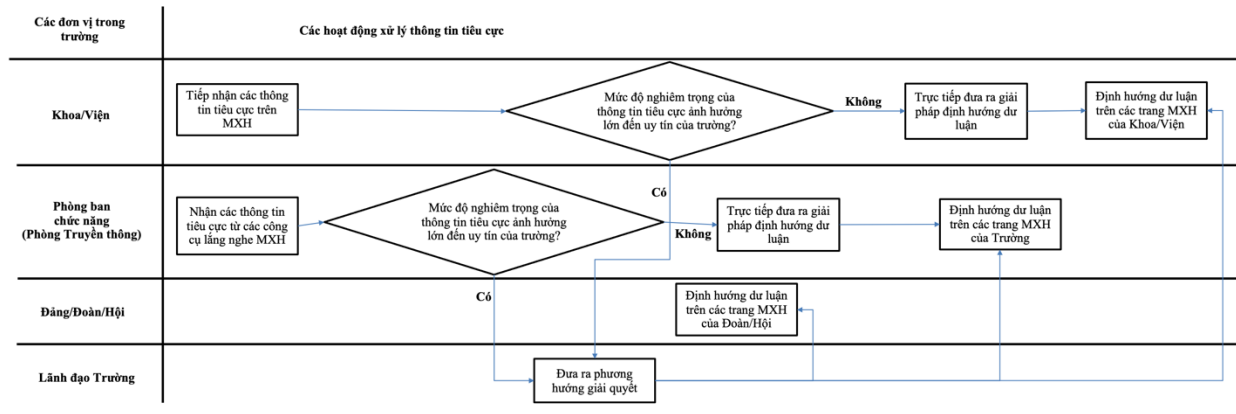 Các đơn vị trong
trường
Các hoạt động xử lý thông tin tiêu cực
Khoa/Viện
Tiếp nhận các thông
tin tiêu cực trên
MXH
Mức độ nghiêm trọng của
thông tin tiêu cực ảnh hưởng
lớn đến uy tín của trường?
Không
Trực tiếp đưa ra giải
pháp định hướng dư
luận
Định hướng dư luận
trên các trang MXH
của Khoa/Viện
Có
Phòng ban
chức năng
(Phòng Truyền thông)
Nhận các thông tin
tiêu cực từ các công
cụ lắng nghe MXH
Mức độ nghiêm trọng của
thông tin tiêu cực ảnh hưởng
lớn đến uy tín của trường?
Không
Trực tiếp đưa ra giải
pháp định hướng dư
luận
Định hướng dư luận
trên các trang MXH
của Trường
Có
Đảng/Đoàn/Hội
Định hướng dư luận
trên các trang MXH
của Đoàn/Hội
Lãnh đạo Trường
Đưa ra phương
hướng giải quyết